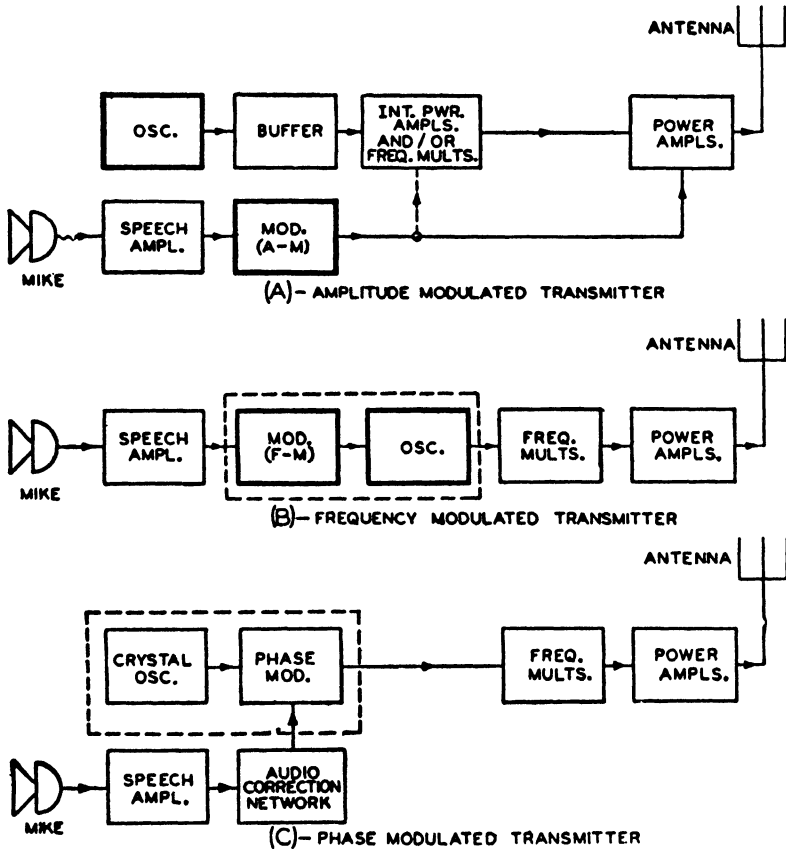 ANTENNA
OSC.
BUFFER
INT. PWR.
AMPLS.
AND/OR
FREQ. MULTS.
POWER
AMPLS.
MIKE
SPEECH
AMPL.
MOD.
(A-M)
(A)- AMPLITUDE MODULATED TRANSMITTER
ANTENNA
MIKE
SPEECH
AMPL.
MOD.
(F-M)
OSC.
FREQ.
MULTS.
POWER
AMPLS.
(B)- FREQUENCY MODULATED TRANSMITTER
ANTENNA
CRYSTAL
OSC.
PHASE
MOD.
FREQ.
MULTS.
POWER
AMPLS.
MIKE
SPEECH
AMPL.
AUDIO
CORRECTION
NETWORK
(C)- PHASE MODULATED TRANSMITTER